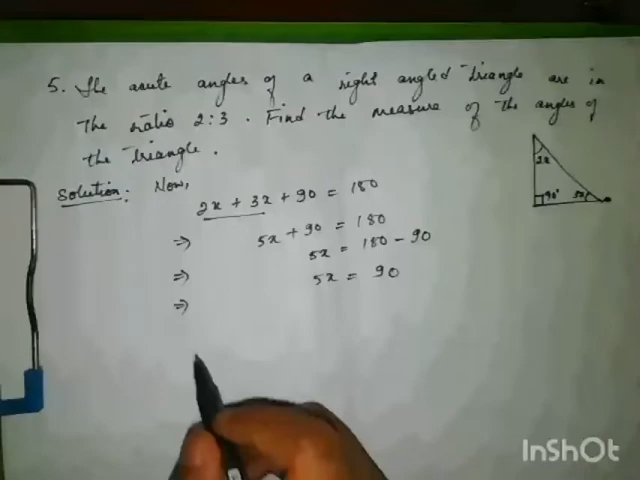 5. The acute angles of a right angled triangle are in
the ratio 2:3. Find the measure of the angles of
the triangle.
Solution: Now,
2x + 3x + 90 = 180
⇒ 5x + 90 = 180
5x = 180 - 90
⇒ 5x = 90
⇒
2x
90°
InShOt